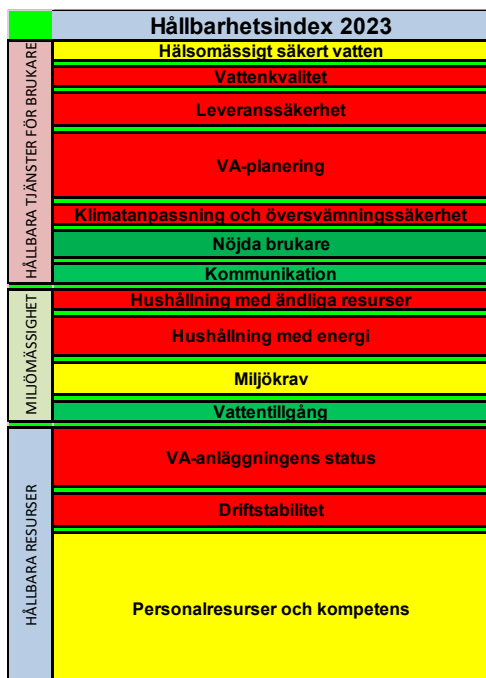 Hållbarhetsindex 2023
HÅLLBARA TJÄNSTER FÖR BRUKARE
Hälsomässigt säkert vatten
Vattenkvalitet
Leveranssäkerhet
VA-planering
Klimatanpassning och översvämningssäkerhet
Nöjda brukare
Kommunikation
MILJÖMÄSSIGHET
Hushållning med ändliga resurser
Hushållning med energi
Miljökrav
Vattentillgång
HÅLLBARA RESURSER
VA-anläggningens status
Driftstabilitet
Personalresurser och kompetens